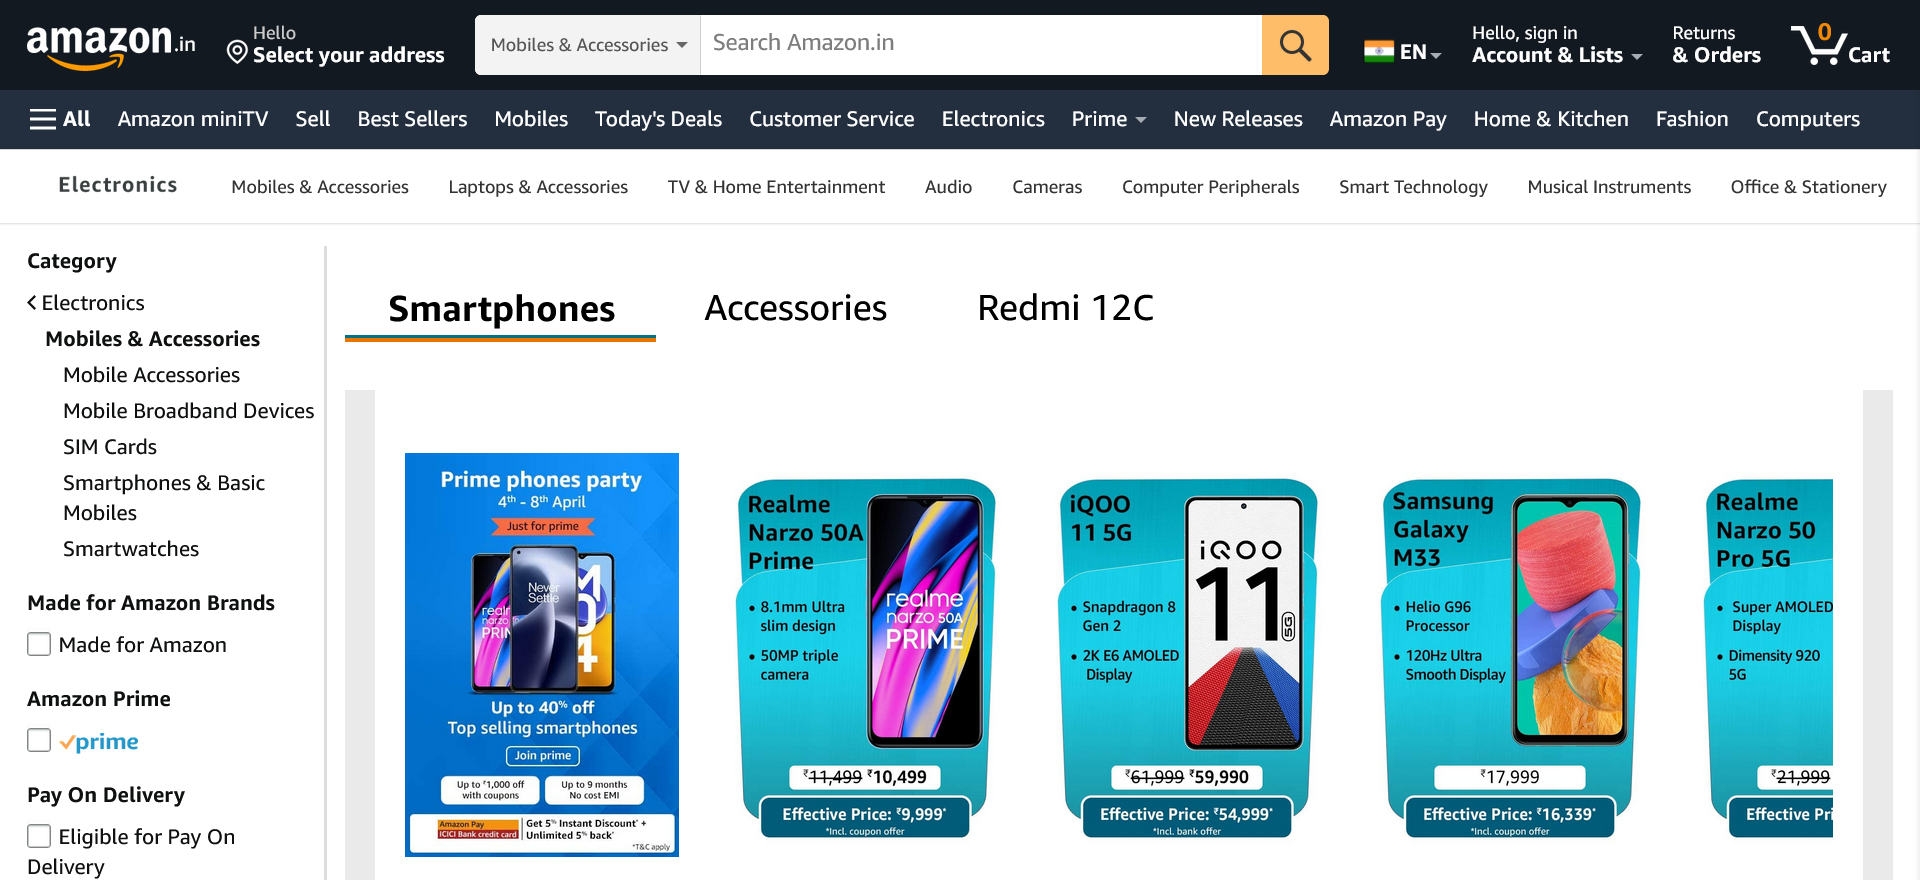 amazon.in
Hello
Select your address
Mobiles & Accessories
Search Amazon.in
EN
Hello, sign in
Account & Lists
Returns
& Orders
0
Cart
All
Amazon miniTV
Sell
Best Sellers
Mobiles
Today's Deals
Customer Service
Electronics
Prime
New Releases
Amazon Pay
Home & Kitchen
Fashion
Computers
Electronics
Mobiles & Accessories
Laptops & Accessories
TV & Home Entertainment
Audio
Cameras
Computer Peripherals
Smart Technology
Musical Instruments
Office & Stationery
Category
Electronics
Mobiles & Accessories
Mobile Accessories
Mobile Broadband Devices
SIM Cards
Smartphones & Basic
Mobiles
Smartwatches
Made for Amazon Brands
Made for Amazon
Amazon Prime
prime
Pay On Delivery
Eligible for Pay On
Delivery
Smartphones
Accessories
Redmi 12C
Prime phones party
4th - 8th April
Just for prime
realme
narzo
PRIM
Never
Settle
M
04
Up to 40% off
Top selling smartphones
Join prime
Up to ₹1,000 off
with coupons
Up to 9 months
No cost EMI
Amazon Pay
ICICI Bank credit card
Get 5% Instant Discount* +
Unlimited 5% back*
*T&C apply
Realme
Narzo 50A
Prime
• 8.1mm Ultra
slim design
• 50MP triple
camera
realme
narzo 50A
PRIME
₹11,499 ₹10,499
Effective Price: ₹9,999*
*Incl. coupon offer
iQOO
11 5G
• Snapdragon 8
Gen 2
• 2K E6 AMOLED
Display
iQOO
11
5G
₹61,999 ₹59,990
Effective Price: ₹54,999*
*Incl. bank offer
Samsung
Galaxy
M33
• Helio G96
Processor
• 120Hz Ultra
Smooth Display
₹17,999
Effective Price: ₹16,339*
*Incl. coupon offer
Realme
Narzo 50
Pro 5G
• Super AMOLED
Display
• Dimensity 920
5G
₹21,999
Effective Pri